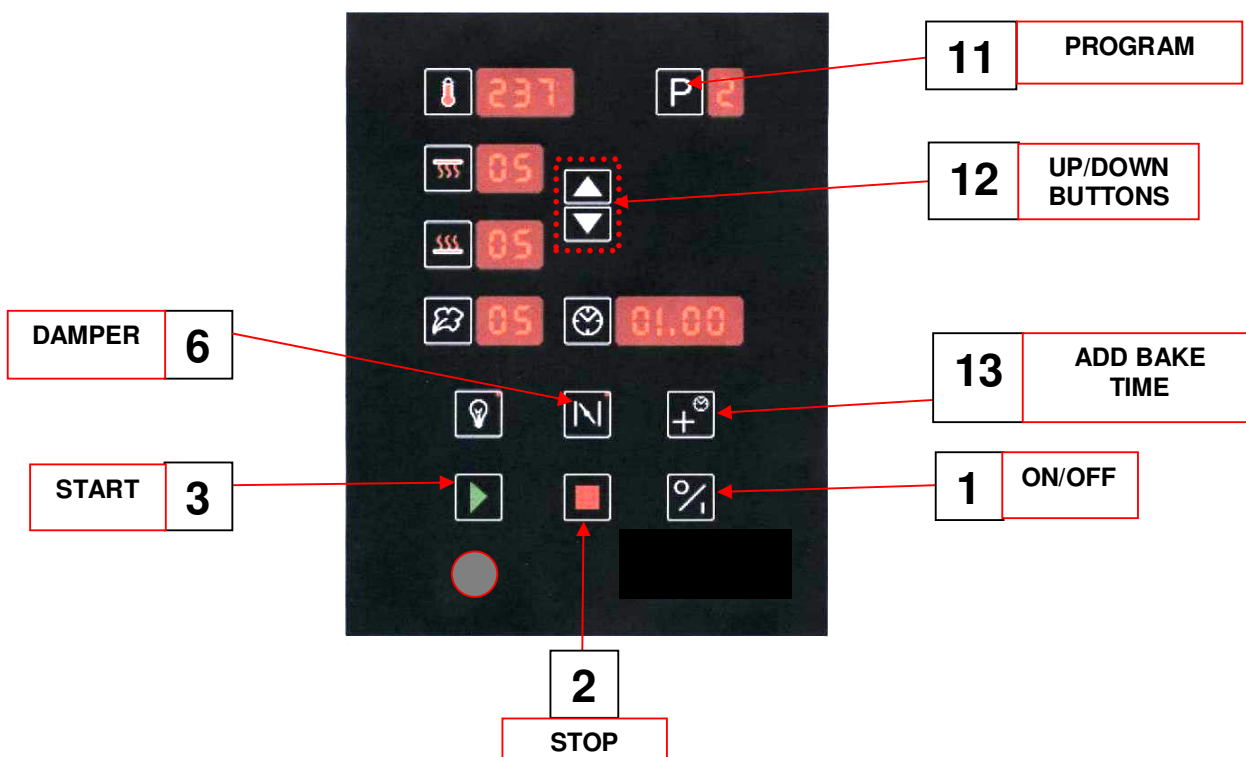 11 PROGRAM
237 P 2
05
12 UP/DOWN
BUTTONS
05
DAMPER 6
05 01.00
13 ADD BAKE
TIME
START 3
1 ON/OFF
2
STOP